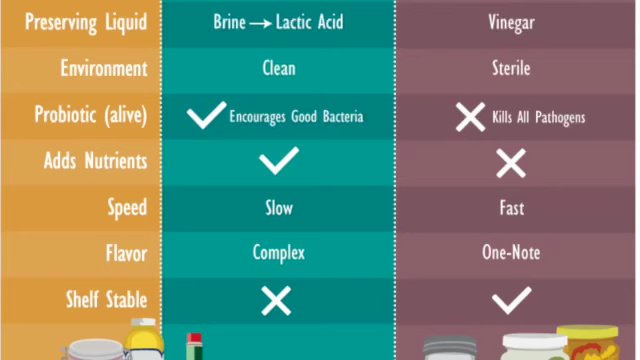 Preserving Liquid Brine → Lactic Acid Vinegar
Environment Clean Sterile
Probiotic (alive) Encourages Good Bacteria Kills All Pathogens
Adds Nutrients
Speed Slow Fast
Flavor Complex One-Note
Shelf Stable